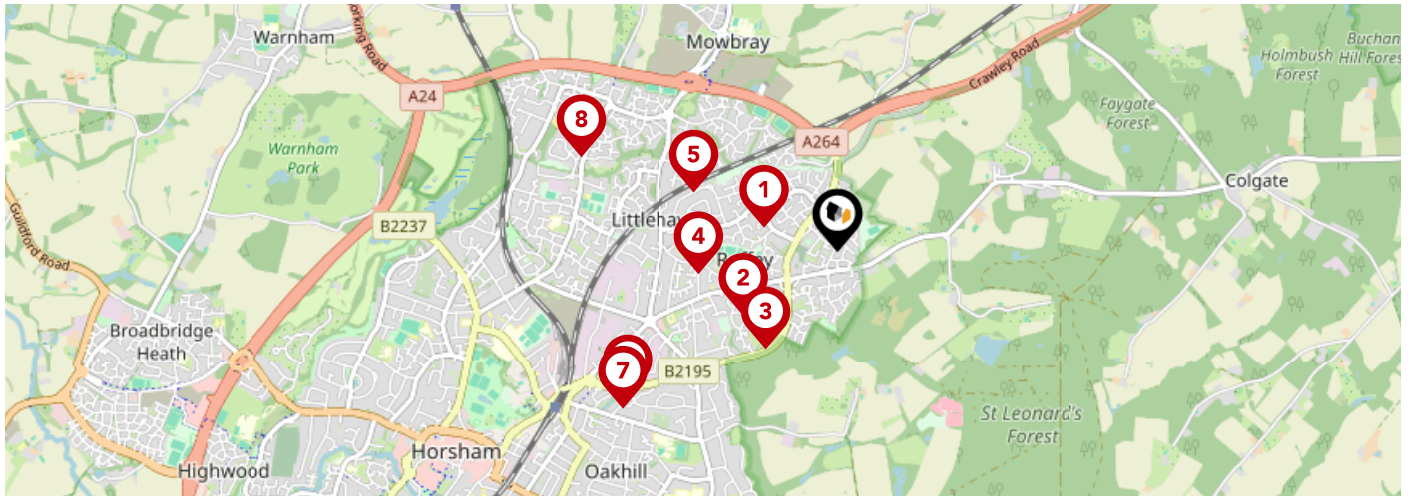 Warnham
Mowbray
Dorking Road
Crawley Road
Holmbush
Forest
Buchan
Hill Forest
A24
Faygate
Forest
8
A264
Warnham
Park
5
1
Colgate
Guildford Road
B2237
Littlehav
4
2
3
Broadbridge
Heath
7
B2195
St Leonard's
Forest
Horsham
Highwood
Oakhill